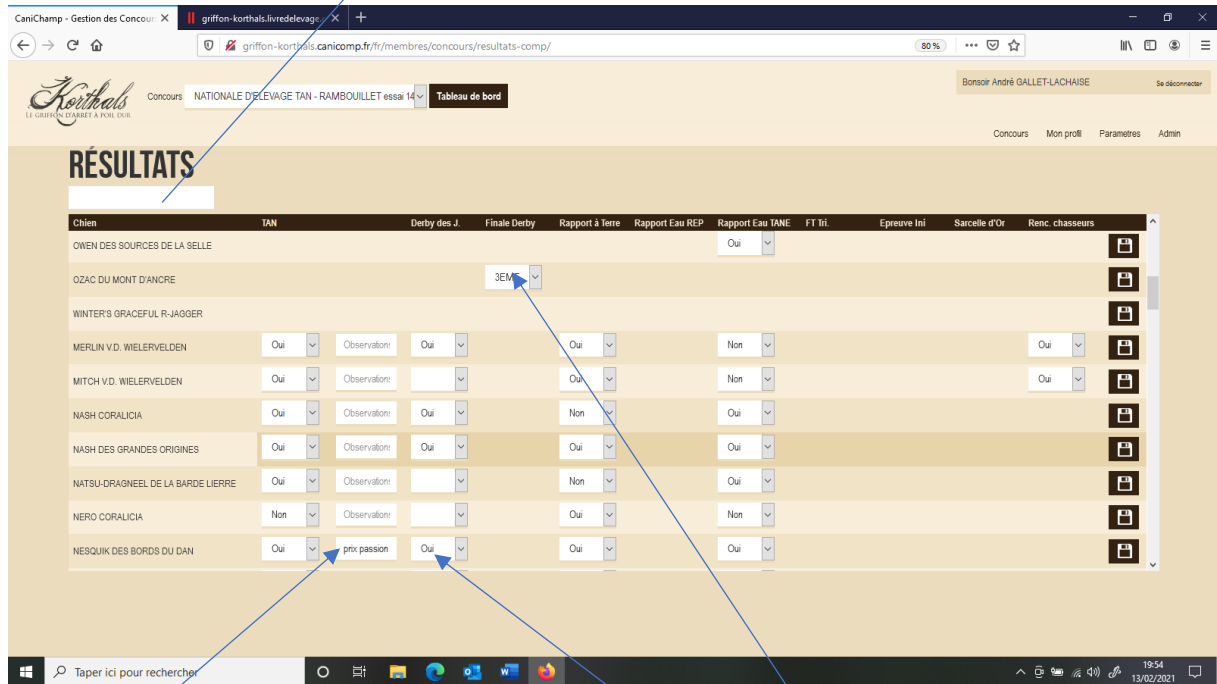 CaniChamp - Gestion des Concour: griffon-korthals.livredelevage.
griffon-korthals.canicomp.fr/fr/membres/concours/resultats-comp/ 80 %
Korthals
LE GRIFFON D'ARRÊT À POIL DUR
Concours NATIONALE D'ELEVAGE TAN - RAMBOUILLET essai 14 Tableau de bord
Bonsoir André GALLET-LACHAISE Se déconnecter
Concours Mon profil Parametres Admin
RÉSULTATS
Chien TAN Derby des J. Finale Derby Rapport à Terre Rapport Eau REP Rapport Eau TANE FT Tri. Epreuve Ini Sarcelle d'Or Renc. chasseurs
OWEN DES SOURCES DE LA SELLE Oui
OZAC DU MONT D'ANCRE 3EME
WINTER'S GRACEFUL R-JAGGER
MERLIN V.D. WIELERVELDEN Oui Observations Oui Oui Non Oui
MITCH V.D. WIELERVELDEN Oui Observations Oui Non Oui
NASH CORALICIA Oui Observations Oui Non Oui
NASH DES GRANDES ORIGINES Oui Observations Oui Oui Oui
NATSU-DRAGNEEL DE LA BARDE LIERRE Oui Observations Non Oui
NERO CORALICIA Non Observations Oui Non
NESQUIK DES BORDS DU DAN Oui prix passion Oui Oui Oui
Taper ici pour rechercher
19:54
13/02/2021